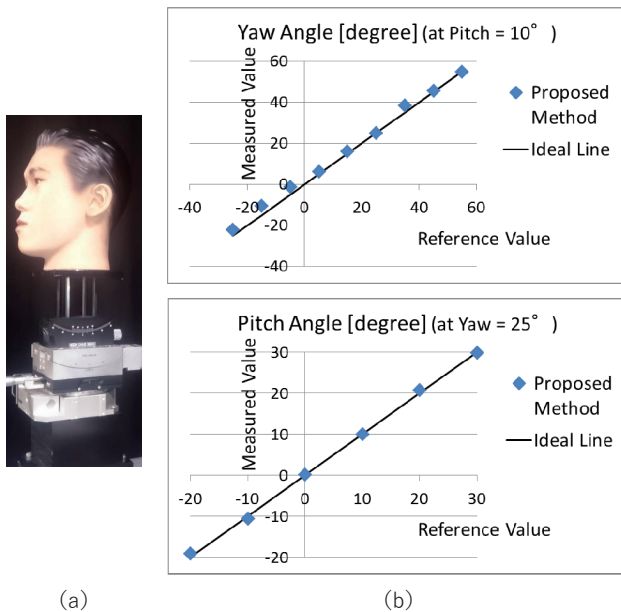 Yaw Angle [degree] (at Pitch = 10°)
Measured Value
60
40
20
0
-20
-40
-40
-20
0
20
40
60
Reference Value
Proposed
Method
Ideal Line
Pitch Angle [degree] (at Yaw = 25°)
Measured Value
30
20
10
0
-10
-20
-20
-10
0
10
20
30
Reference Value
Proposed
Method
Ideal Line
(a)
(b)